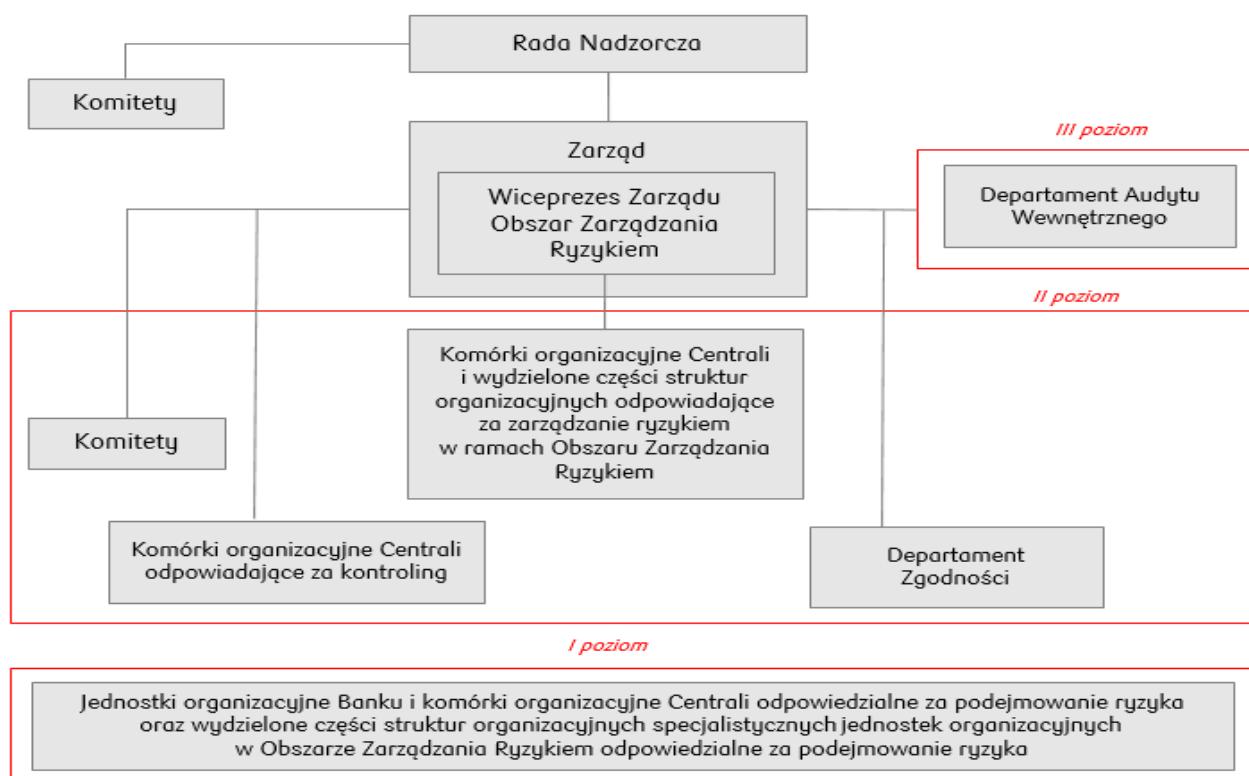 Rada Nadzorcza
Komitety
Zarząd
III poziom
Wiceprezes Zarządu
Obszar Zarządzania
Ryzykiem
Departament Audytu
Wewnętrznego
II poziom
Komórki organizacyjne Centrali
i wydzielone części struktur
organizacyjnych odpowiadające
za zarządzanie ryzykiem
w ramach Obszaru Zarządzania
Ryzykiem
Komitety
Komórki organizacyjne Centrali
odpowiadające za kontroling
Departament
Zgodności
I poziom
Jednostki organizacyjne Banku i komórki organizacyjne Centrali odpowiedzialne za podejmowanie ryzyka
oraz wydzielone części struktur organizacyjnych specjalistycznych jednostek organizacyjnych
w Obszarze Zarządzania Ryzykiem odpowiedzialne za podejmowanie ryzyka